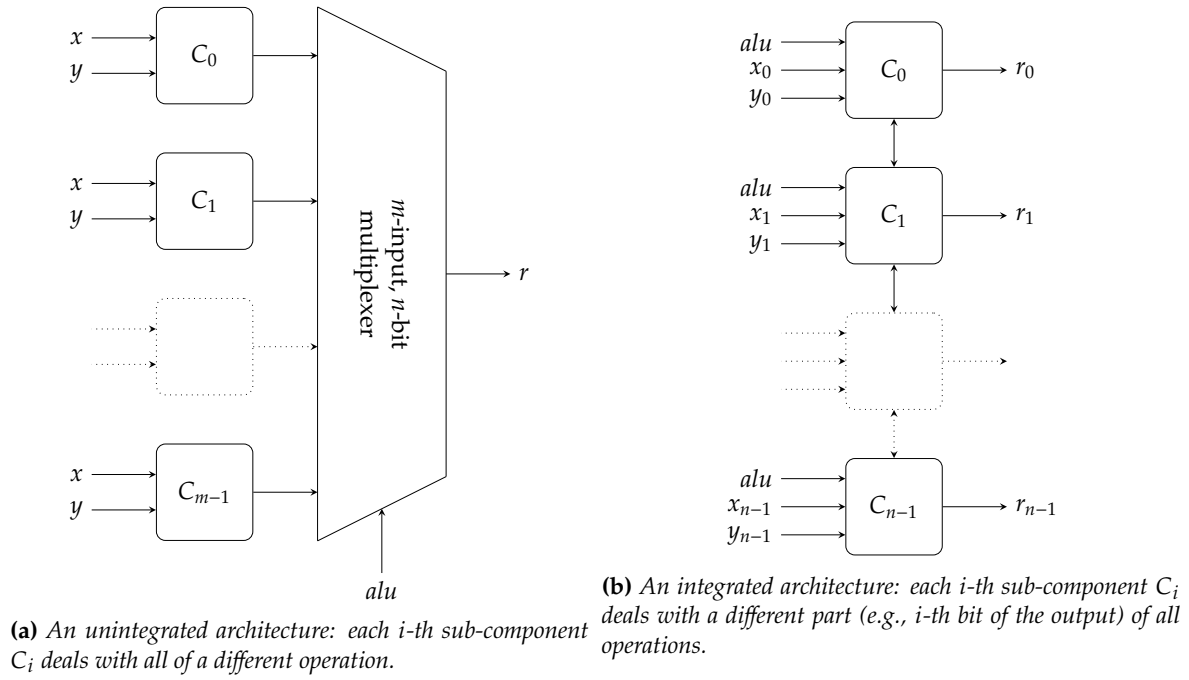 x
y
C₀
x
y
C₁
x
y
Cₘ₋₁
m-input, n-bit
multiplexer
r
alu
(a) An unintegrated architecture: each i-th sub-component
Cᵢ deals with all of a different operation.
alu
x₀
y₀
C₀
r₀
alu
x₁
y₁
C₁
r₁
alu
xₙ₋₁
yₙ₋₁
Cₙ₋₁
rₙ₋₁
(b) An integrated architecture: each i-th sub-component Cᵢ
deals with a different part (e.g., i-th bit of the output) of all
operations.